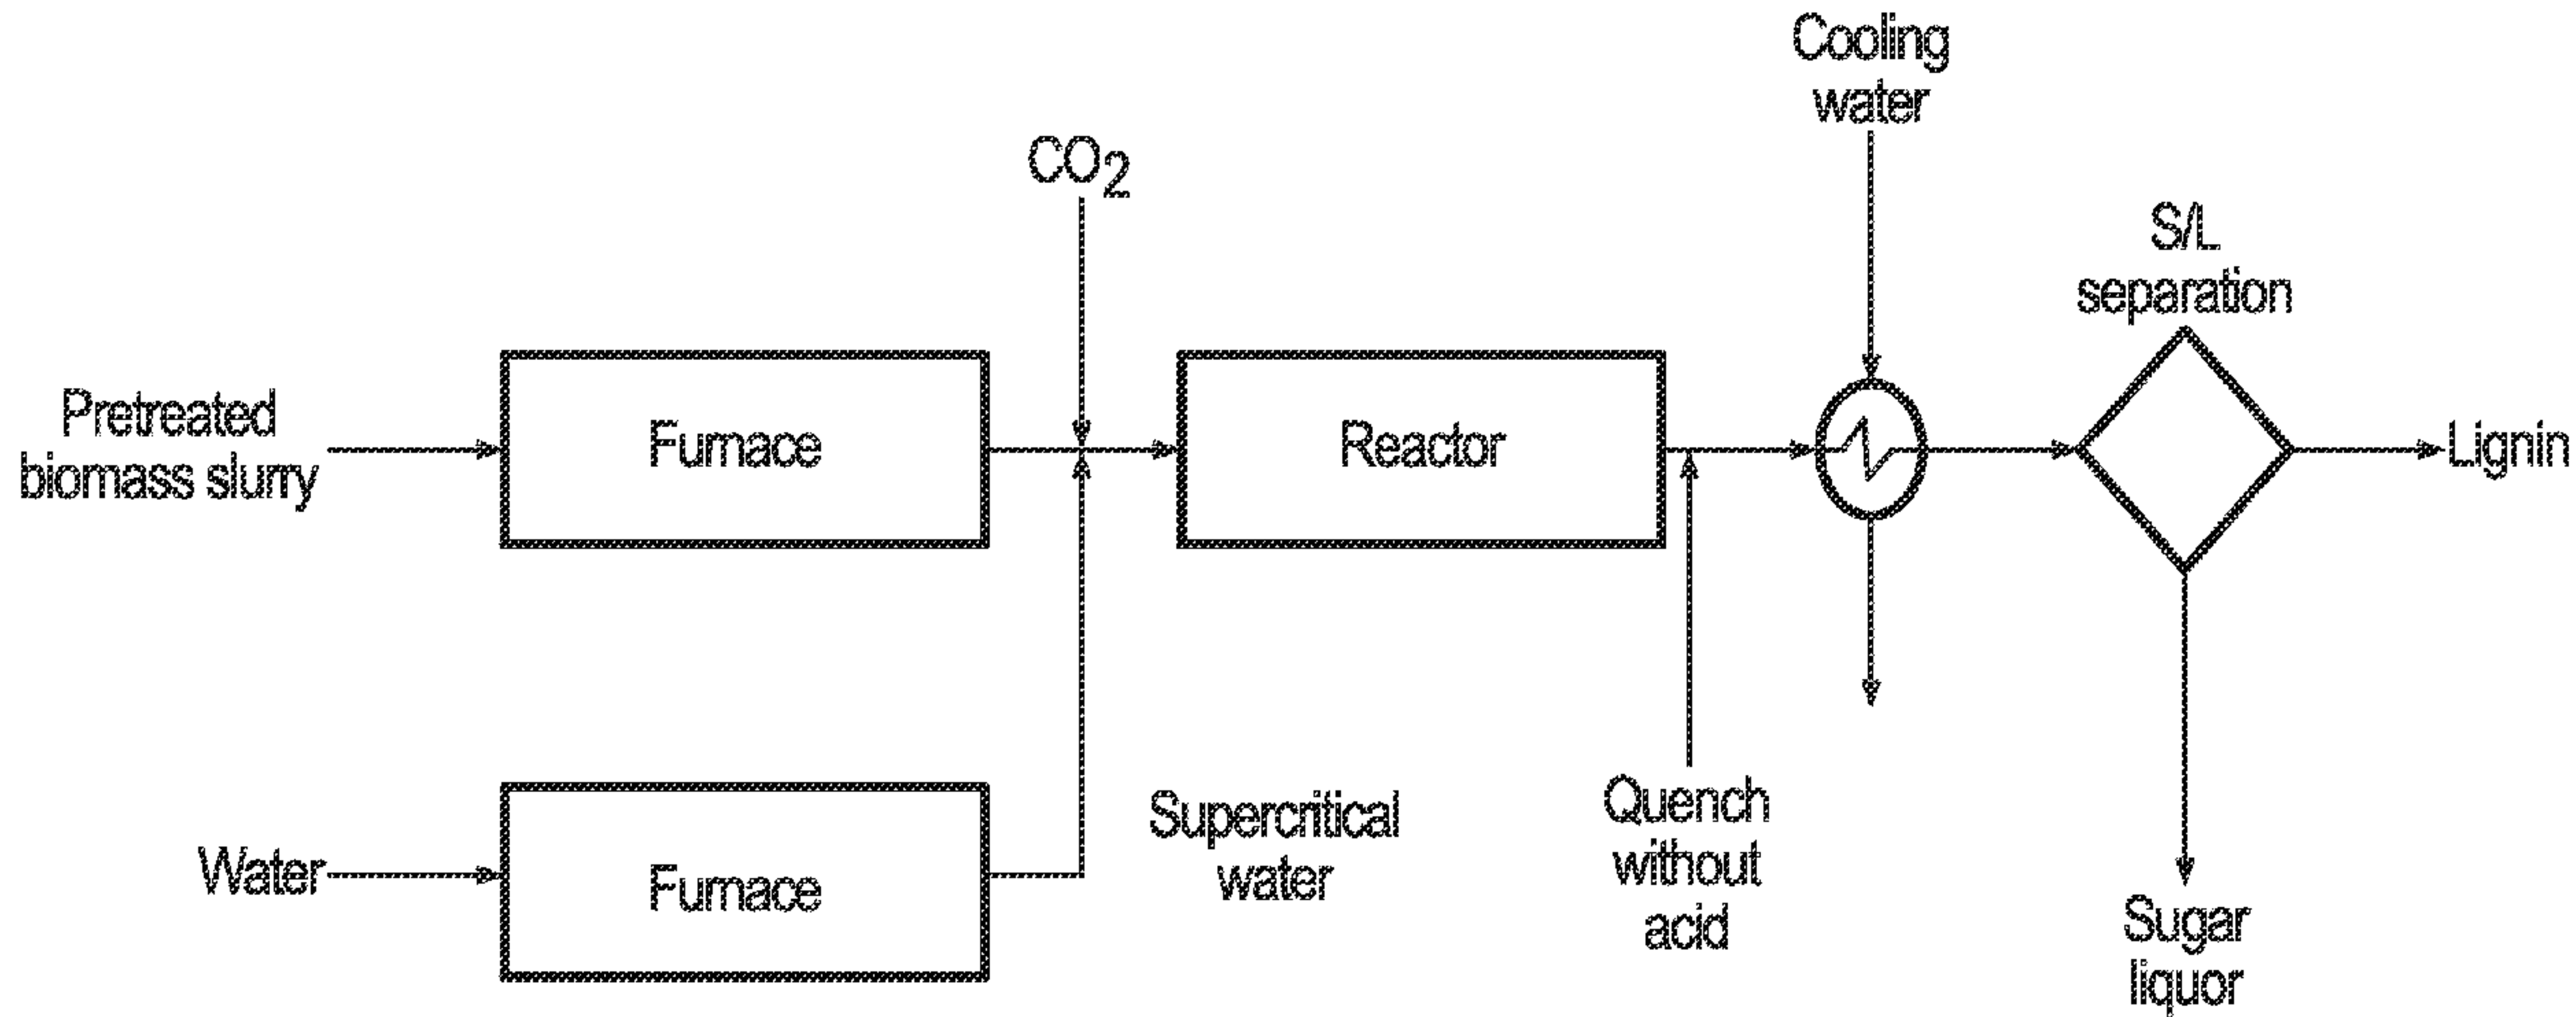 Cooling
water
CO2
S/L
separation
Pretreated
biomass slurry
Furnace
Reactor
Lignin
Water
Furnace
Supercritical
water
Quench
without
acid
Sugar
liquor